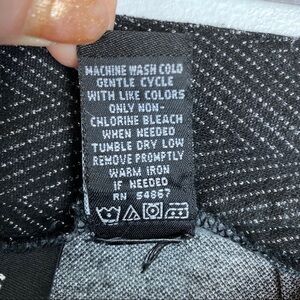 MACHINE WASH COLD
GENTLE CYCLE
WITH LIKE COLORS
ONLY NON-
CHLORINE BLEACH
WHEN NEEDED
TUMBLE DRY LOW
REMOVE PROMPTLY
WARM IRON
IF NEEDED
RN 54867